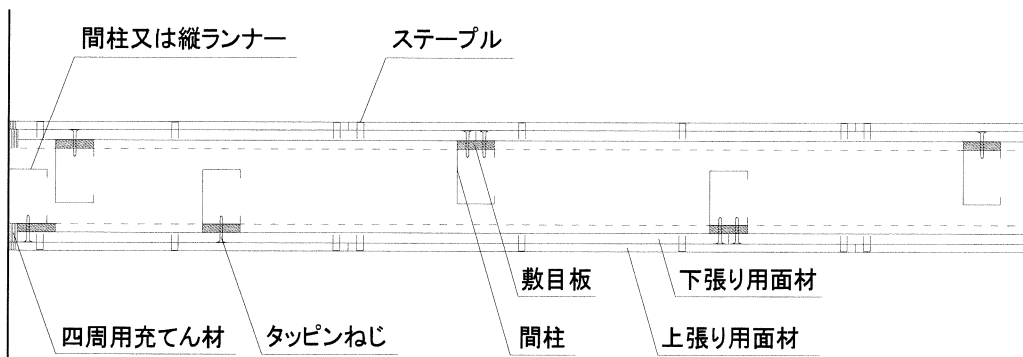 間柱又は縦ランナー
ステープル
敷目板
下張り用面材
四周用充てん材
タッピンねじ
間柱
上張り用面材